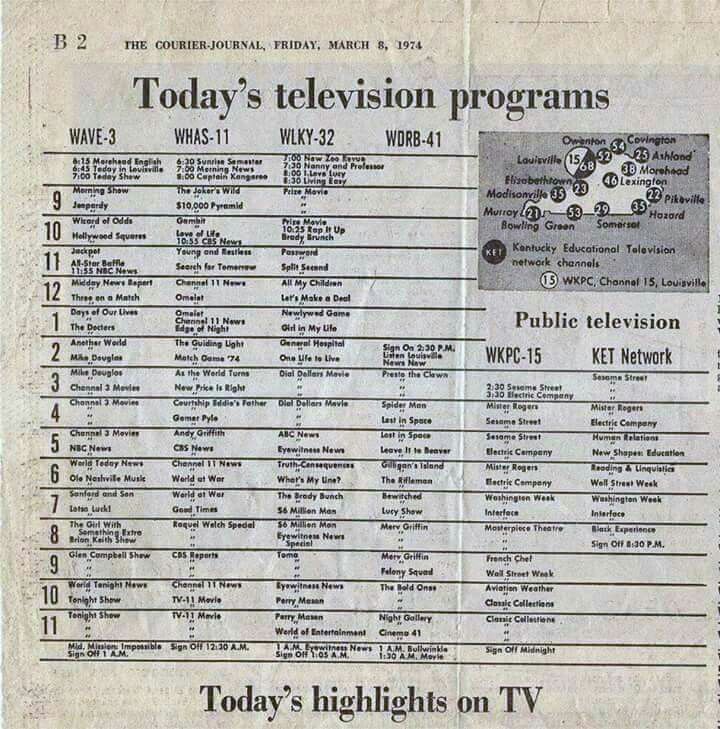 B 2 THE COURIER-JOURNAL, FRIDAY, MARCH 8, 1974
Today's television programs
WAVE-3 WHAS-11 WLKY-32 WDRB-41
6:15 Morehead English 6:30 Sunrise Semester 7:00 New Zoo Revue
6:45 Today in Louisville 7:00 Morning News 7:30 Nanny and Professor
7:00 Today Show 8:00 Captain Kangaroo 8:00 I Love Lucy
8:30 Living Easy
9 Morning Show The Joker's Wild Prize Movie
Jeopardy $10,000 Pyramid "
10 Wizard of Odds Gambit Prize Movie
Hollywood Squares Love of Life 10:25 Rap It Up
10:55 CBS News Brady Brunch
11 Jackpot Young and Restless Password
All-Star Baffle Search for Tomorrow Split Second
11:55 NBC News
12 Midday News Report Channel 11 News All My Children
Three on a Match Omelet Let's Make a Deal
1 Days of Our Lives Omelet Newlywed Game
" Channel 11 News
The Doctors Edge of Night Girl in My Life
2 Another World The Guiding Light General Hospital Sign On 2:30 P.M.
Mike Douglas Match Game '74 One Life to Live Listen Louisville
News Now
3 Mike Douglas As the World Turns Dial Dollars Movie Presto the Clown
Channel 3 Movies New Price Is Right " "
4 Channel 3 Movies Courtship Eddie's Father Dial Dollars Movie Spider Man
" Gomer Pyle " Lost in Space
5 Channel 3 Movies Andy Griffith ABC News Lost in Space
NBC News CBS News Eyewitness News Leave It to Beaver
6 World Today News Channel 11 News Truth-Consequences Gilligan's Island
Ole Nashville Music World at War What's My Line? The Rifleman
7 Sanford and Son World at War The Brady Bunch Bewitched
Lotsa Luck! Good Times $6 Million Man Lucy Show
8 The Girl With Raquel Welch Special $6 Million Man Merv Griffin
Something Extra " Eyewitness News "
Brian Keith Show " Special "
9 Glen Campbell Show CBS Reports Toma Merv Griffin
" " " Felony Squad
10 World Tonight News Channel 11 News Eyewitness News The Bold Ones
Tonight Show TV-11 Movie Perry Mason "
11 Tonight Show TV-11 Movie Perry Mason Night Gallery
" " World of Entertainment Cinema 41
Mid. Mission: Impossible Sign Off 12:30 A.M. 1 A.M. Eyewitness News 1 A.M. Bullwinkle
Sign Off 1 A.M. Sign Off 1:05 A.M. 1:30 A.M. Movie
Owenton 54 Covington
52
Louisville 15 68 25 Ashland
38 Morehead
Elizabethtown 23 46 Lexington
Madisonville 35 22 Pikeville
Murray 21 53 29 35 Hazard
Bowling Green Somerset
KET Kentucky Educational Television
network channels
15 WKPC, Channel 15, Louisville
Public television
WKPC-15 KET Network
Sesame Street
2:30 Sesame Street "
3:30 Electric Company
Mister Rogers Mister Rogers
Sesame Street Electric Company
Sesame Street Human Relations
Electric Company New Shapes: Education
Mister Rogers Reading & Linquistics
Electric Company Wall Street Week
Washington Week Washington Week
Interface Interface
Masterpiece Theatre Black Experience
" Sign Off 8:30 P.M.
French Chef
Wall Street Week
Aviation Weather
Classic Collections
Classic Collections
"
Sign Off Midnight
Today's highlights on TV